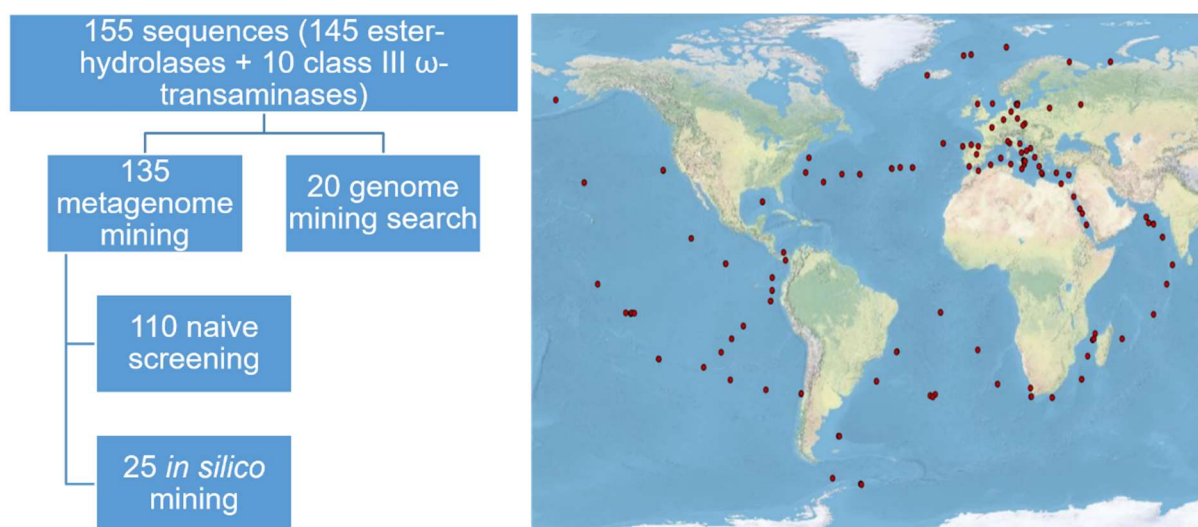 155 sequences (145 ester-
hydrolases + 10 class III ω-
transaminases)
135
metagenome
mining
20 genome
mining search
110 naive
screening
25 in silico
mining